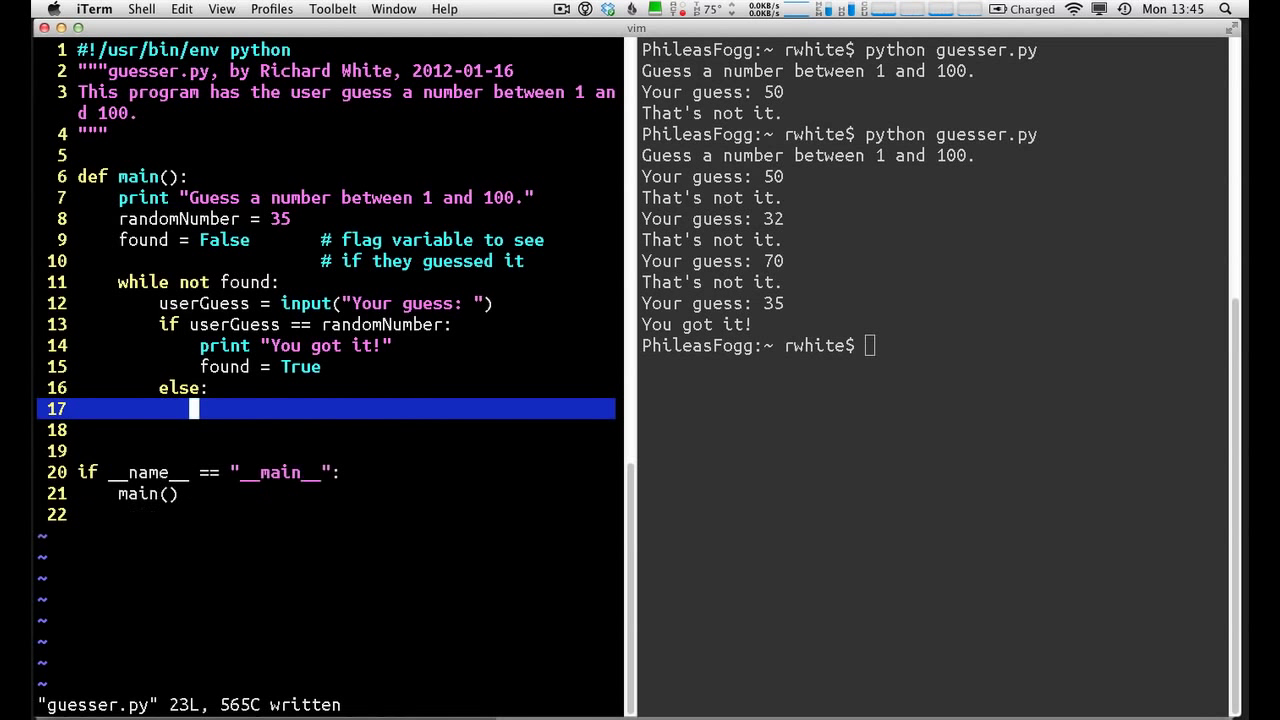 iTerm Shell Edit View Profiles Toolbelt Window Help 75° 0.0KB/s 0.0KB/s Charged Mon 13:45
vim
1 #!/usr/bin/env python
2 """guesser.py, by Richard White, 2012-01-16
3 This program has the user guess a number between 1 an
d 100.
4 """
5
6 def main():
7 print "Guess a number between 1 and 100."
8 randomNumber = 35
9 found = False # flag variable to see
10 # if they guessed it
11 while not found:
12 userGuess = input("Your guess: ")
13 if userGuess == randomNumber:
14 print "You got it!"
15 found = True
16 else:
17
18
19
20 if __name__ == "__main__":
21 main()
22
~
~
~
~
~
~
~
~
"guesser.py" 23L, 565C written
PhileasFogg:~ rwhite$ python guesser.py
Guess a number between 1 and 100.
Your guess: 50
That's not it.
PhileasFogg:~ rwhite$ python guesser.py
Guess a number between 1 and 100.
Your guess: 50
That's not it.
Your guess: 32
That's not it.
Your guess: 70
That's not it.
Your guess: 35
You got it!
PhileasFogg:~ rwhite$